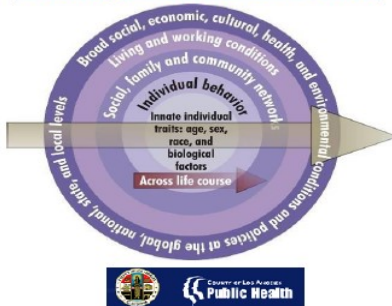 Broad social, economic, cultural, health, and environmental conditions and policies at the global, national, state, and local levels
Living and working conditions
Social, family and community networks
Individual behavior
Innate individual
traits: age, sex,
race, and
biological
factors
Across life course
COUNTY OF LOS ANGELES
Public Health